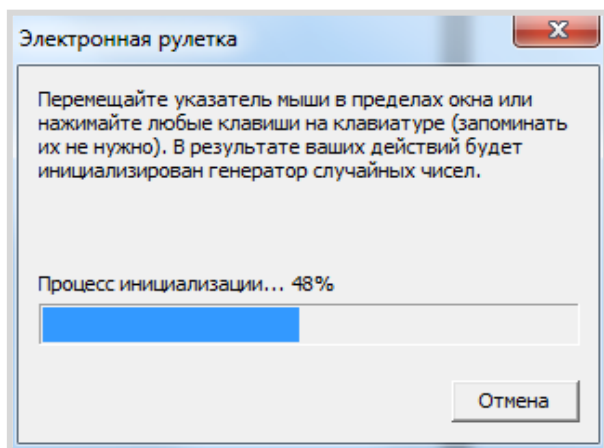 Электронная рулетка
Перемещайте указатель мыши в пределах окна или
нажимайте любые клавиши на клавиатуре (запоминать
их не нужно). В результате ваших действий будет
инициализирован генератор случайных чисел.
Процесс инициализации... 48%
Отмена